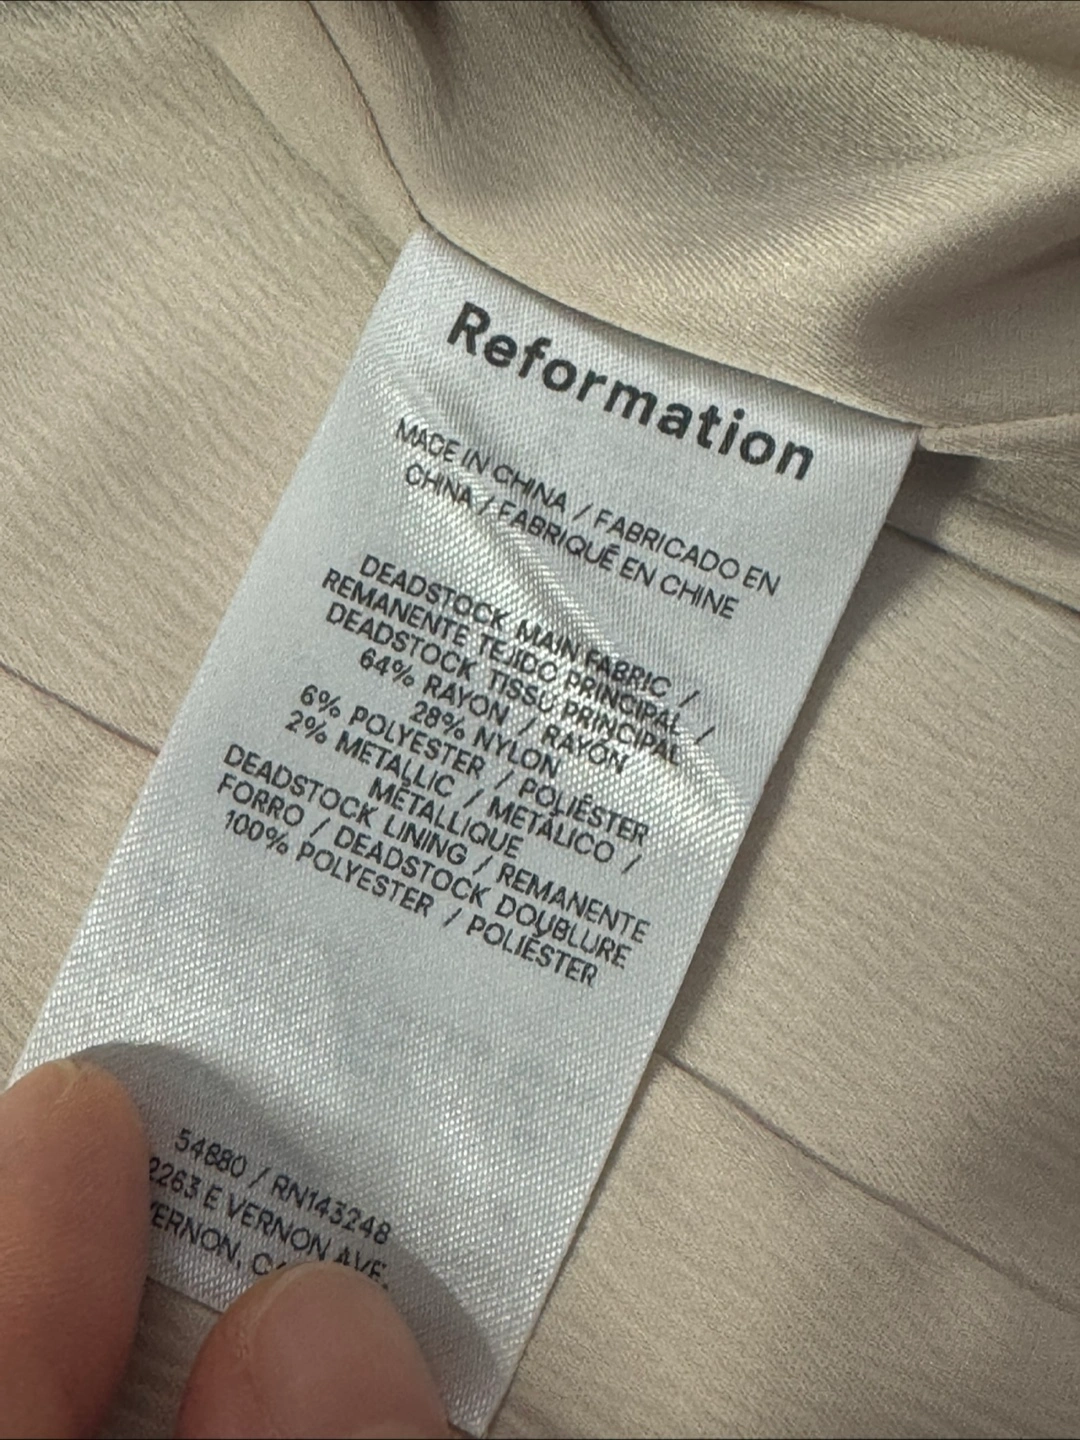 Reformation
MADE IN CHINA / FABRICADO EN
CHINA / FABRIQUÉ EN CHINE
DEADSTOCK MAIN FABRIC /
REMANENTE TEJIDO PRINCIPAL /
DEADSTOCK TISSU PRINCIPAL
64% RAYON / RAYÓN
28% NYLON
6% POLYESTER / POLIÉSTER
2% METALLIC / METÁLICO /
MÉTALLIQUE
DEADSTOCK LINING / REMANENTE
FORRO / DEADSTOCK DOUBLURE
100% POLYESTER / POLIÉSTER
54880 / RN143248
2263 E VERNON AVE.
VERNON,